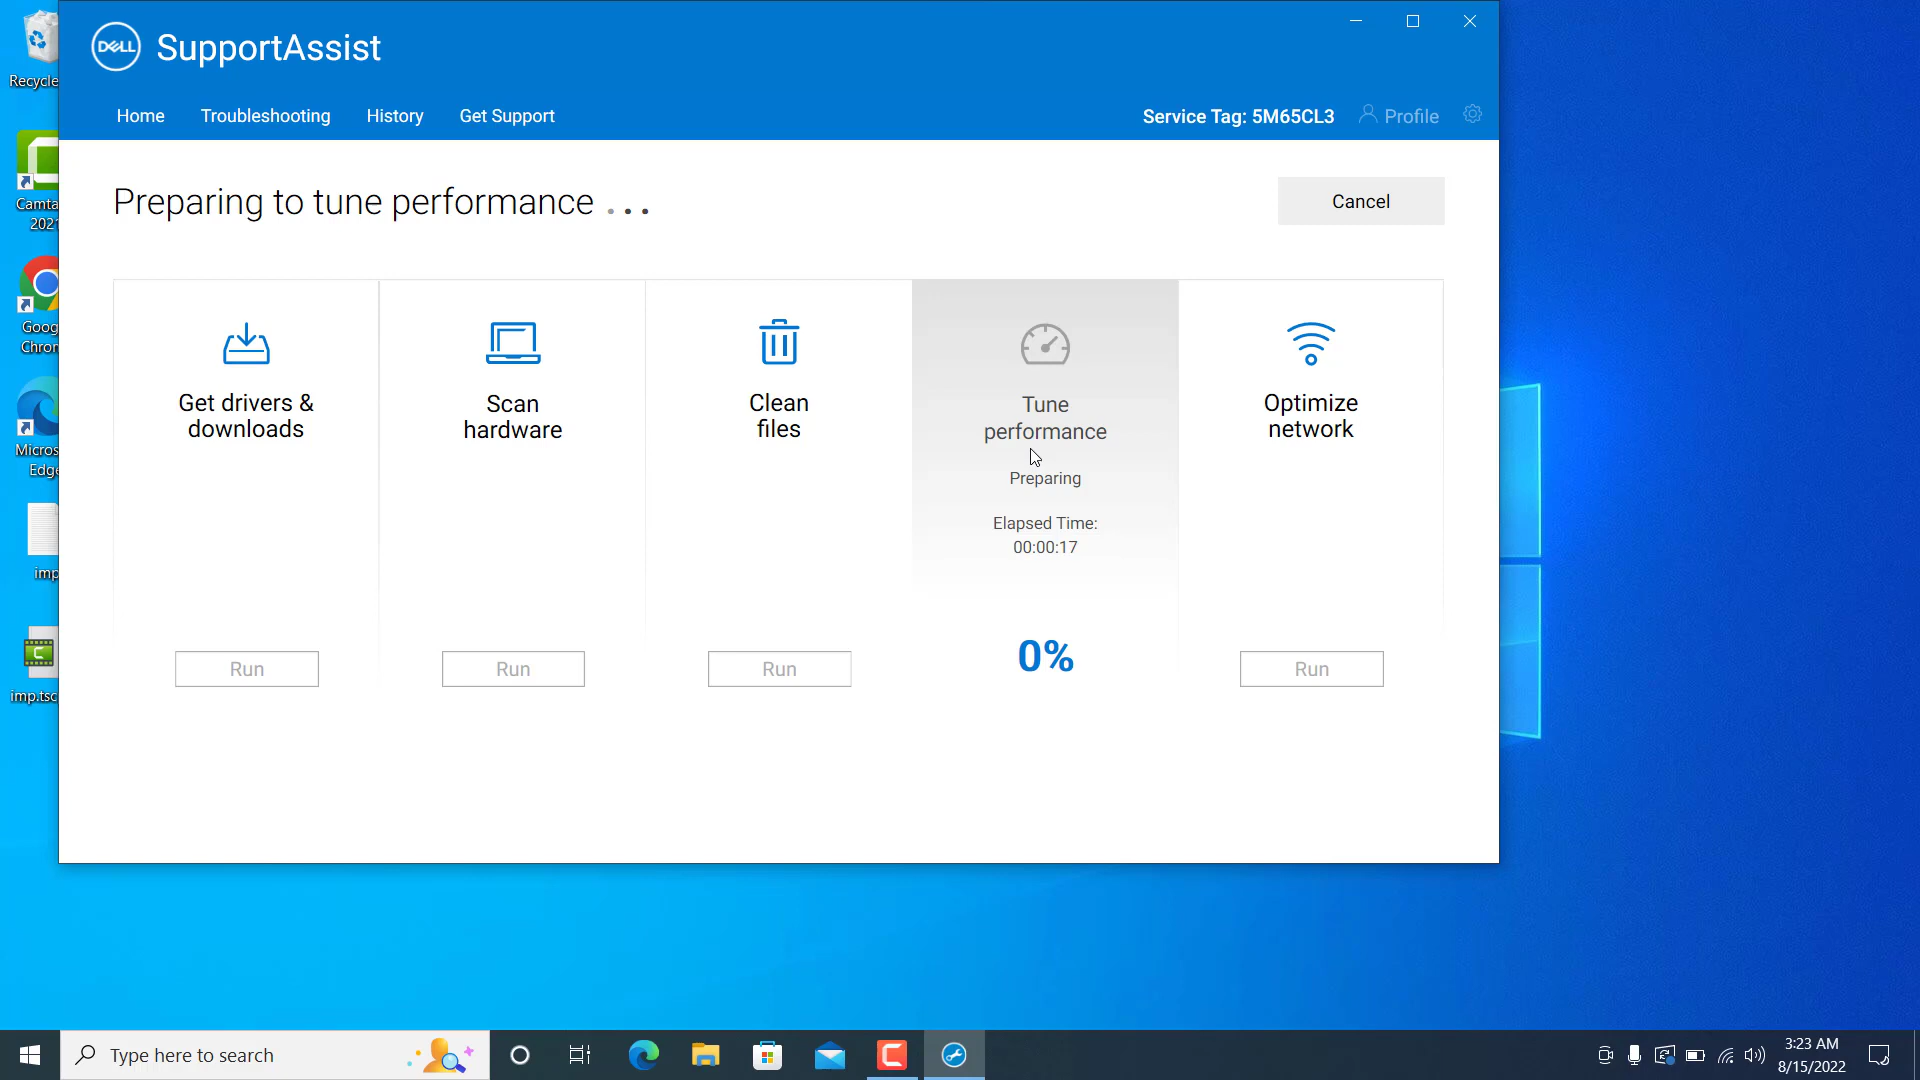 DELL
SupportAssist
Home
Troubleshooting
History
Get Support
Service Tag: 5M65CL3
Profile
Preparing to tune performance ...
Cancel
Get drivers &
downloads
Run
Scan
hardware
Run
Clean
files
Run
Tune
performance
Preparing
Elapsed Time:
00:00:17
0%
Optimize
network
Run
Recycle
Camta
2021
Goog
Chron
Micros
Edge
imp
C
imp.tsc
Type here to search
3:23 AM
8/15/2022